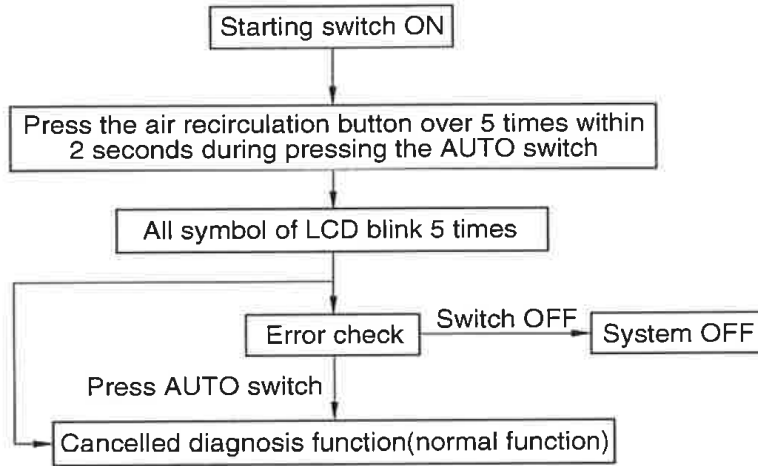 Starting switch ON
Press the air recirculation button over 5 times within
2 seconds during pressing the AUTO switch
All symbol of LCD blink 5 times
Error check
Switch OFF
System OFF
Press AUTO switch
Cancelled diagnosis function(normal function)